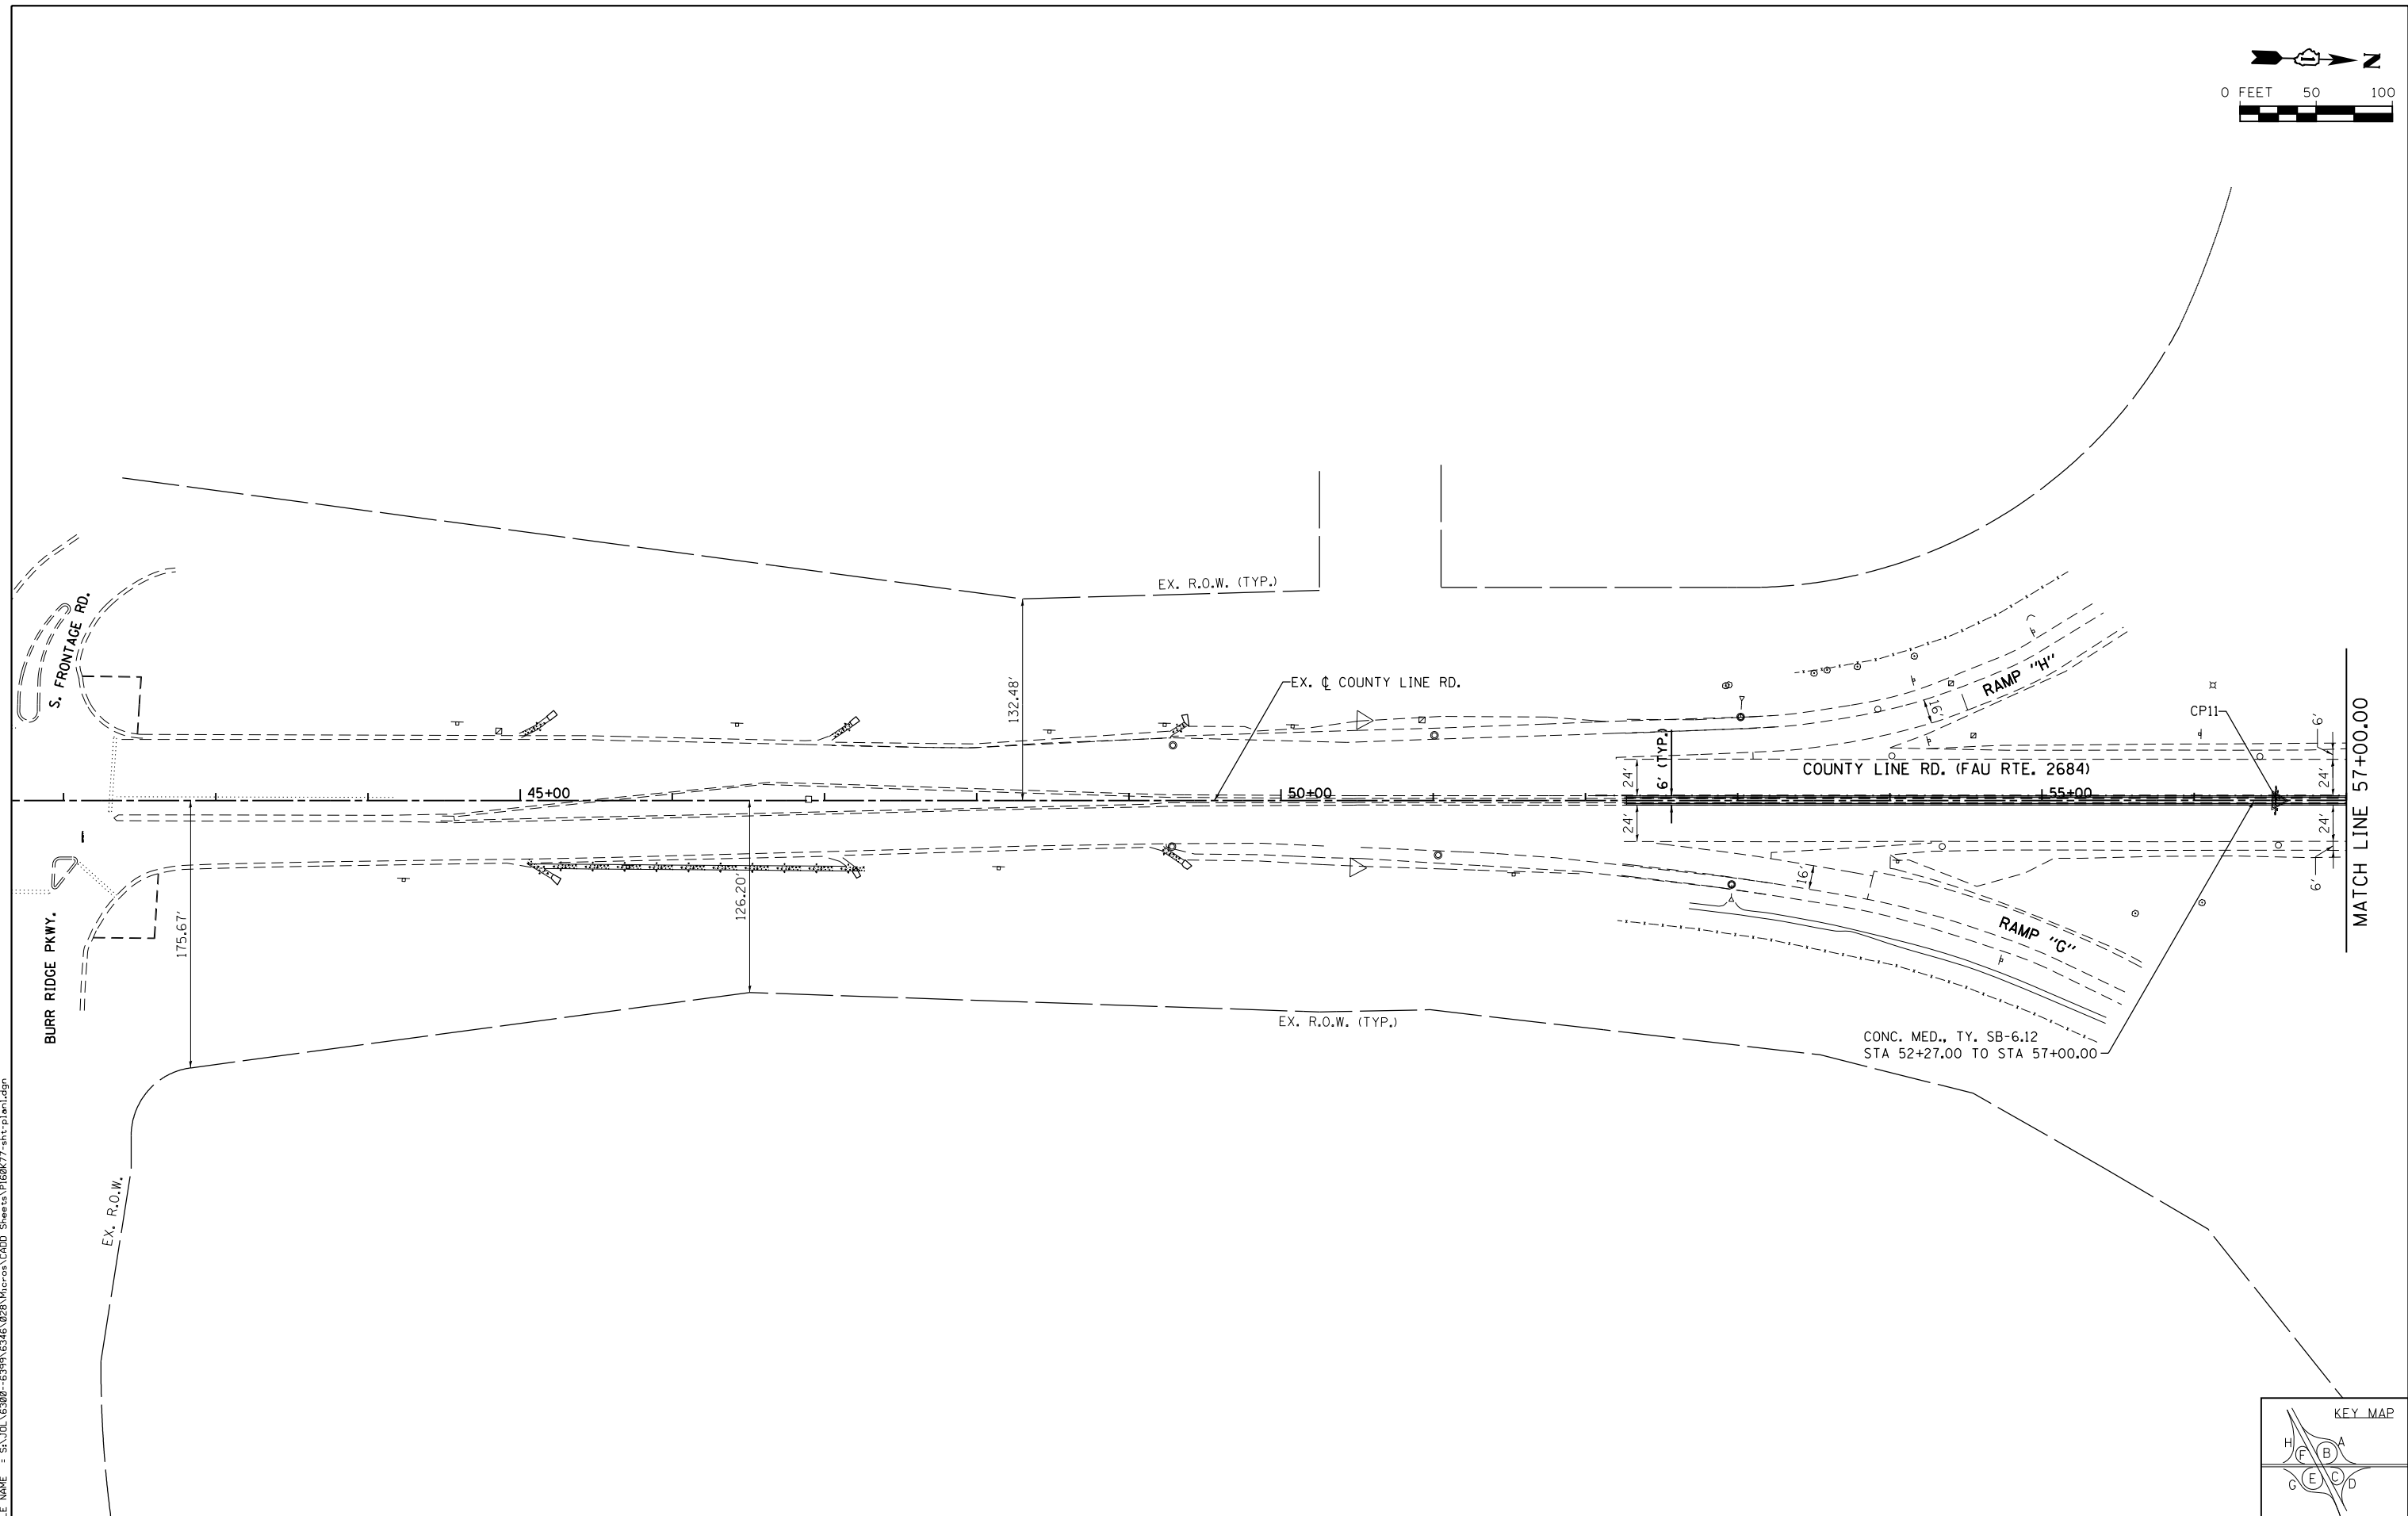 N
0 FEET 50 100
EX. R.O.W. (TYP.)
S. FRONTAGE RD.
132.48'
EX. ℄ COUNTY LINE RD.
RAMP "H"
16'
CP11
6'
6' (TYP.)
24'
COUNTY LINE RD. (FAU RTE. 2684)
24'
MATCH LINE 57+00.00
45+00
50+00
55+00
24'
24'
16'
6'
175.67'
126.20'
BURR RIDGE PKWY.
RAMP "G"
EX. R.O.W. (TYP.)
CONC. MED., TY. SB-6.12
STA 52+27.00 TO STA 57+00.00
EX. R.O.W.
KEY MAP
H
F
B
A
G
E
C
D